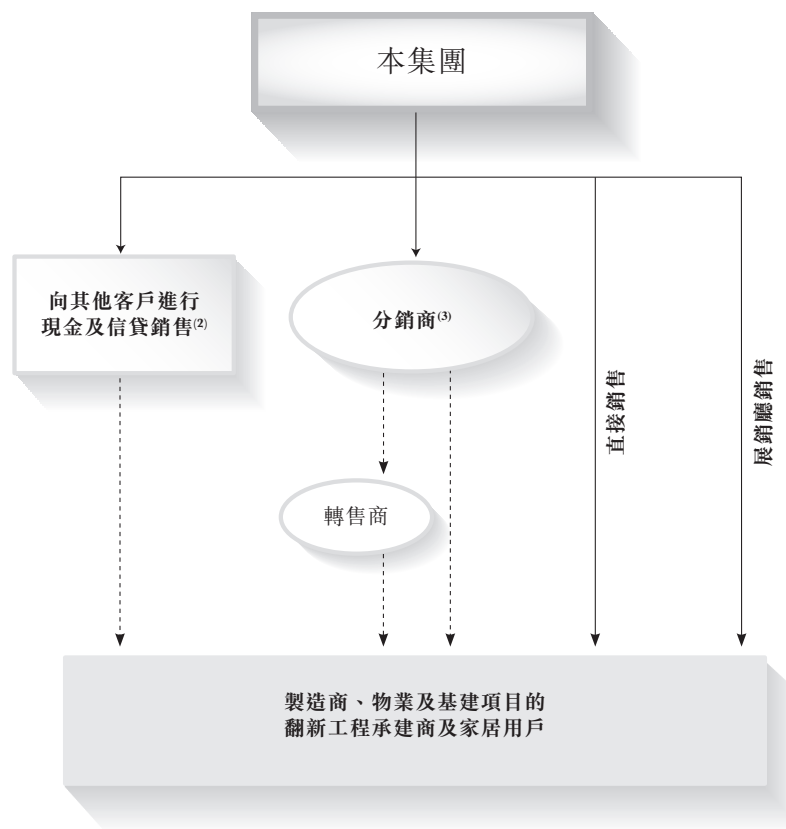 本集團
向其他客戶進行
現金及信貸銷售(2)
分銷商(3)
直接銷售
展銷廳銷售
轉售商
製造商、物業及基建項目的
翻新工程承建商及家居用戶